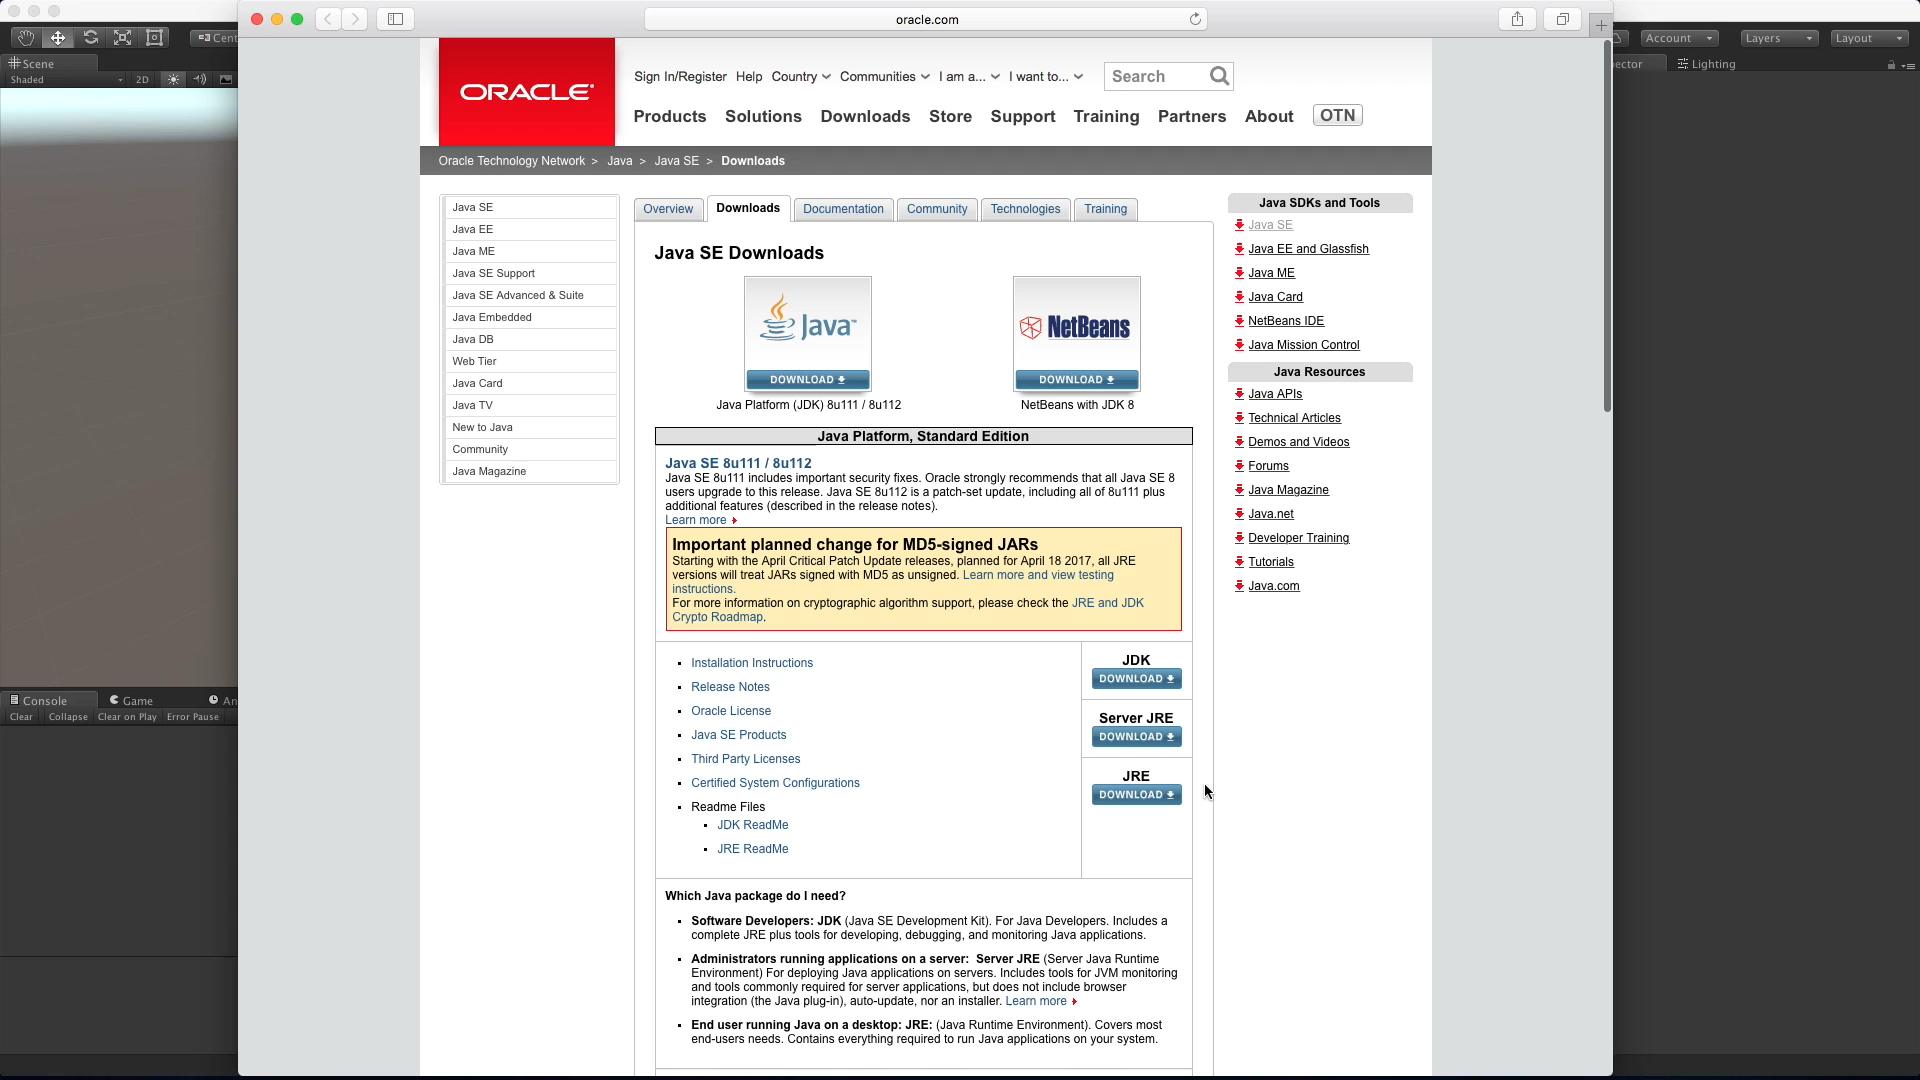 oracle.com
Cent
Account
Layers
Layout
Scene
ector
Lighting
Shaded
2D
ORACLE
Sign In/Register Help Country Communities I am a... I want to... Search
Products Solutions Downloads Store Support Training Partners About OTN
Oracle Technology Network > Java > Java SE > Downloads
Java SE
Java EE
Java ME
Java SE Support
Java SE Advanced & Suite
Java Embedded
Java DB
Web Tier
Java Card
Java TV
New to Java
Community
Java Magazine
Overview Downloads Documentation Community Technologies Training
Java SE Downloads
Java™
DOWNLOAD
Java Platform (JDK) 8u111 / 8u112
NetBeans
DOWNLOAD
NetBeans with JDK 8
Java Platform, Standard Edition
Java SE 8u111 / 8u112
Java SE 8u111 includes important security fixes. Oracle strongly recommends that all Java SE 8
users upgrade to this release. Java SE 8u112 is a patch-set update, including all of 8u111 plus
additional features (described in the release notes).
Learn more
Important planned change for MD5-signed JARs
Starting with the April Critical Patch Update releases, planned for April 18 2017, all JRE
versions will treat JARs signed with MD5 as unsigned. Learn more and view testing
instructions.
For more information on cryptographic algorithm support, please check the JRE and JDK
Crypto Roadmap.
Installation Instructions
Release Notes
Oracle License
Java SE Products
Third Party Licenses
Certified System Configurations
Readme Files
JDK ReadMe
JRE ReadMe
JDK
DOWNLOAD
Server JRE
DOWNLOAD
JRE
DOWNLOAD
Which Java package do I need?
Software Developers: JDK (Java SE Development Kit). For Java Developers. Includes a
complete JRE plus tools for developing, debugging, and monitoring Java applications.
Administrators running applications on a server: Server JRE (Server Java Runtime
Environment) For deploying Java applications on servers. Includes tools for JVM monitoring
and tools commonly required for server applications, but does not include browser
integration (the Java plug-in), auto-update, nor an installer. Learn more
End user running Java on a desktop: JRE: (Java Runtime Environment). Covers most
end-users needs. Contains everything required to run Java applications on your system.
Java SDKs and Tools
Java SE
Java EE and Glassfish
Java ME
Java Card
NetBeans IDE
Java Mission Control
Java Resources
Java APIs
Technical Articles
Demos and Videos
Forums
Java Magazine
Java.net
Developer Training
Tutorials
Java.com
Console Game An
Clear Collapse Clear on Play Error Pause